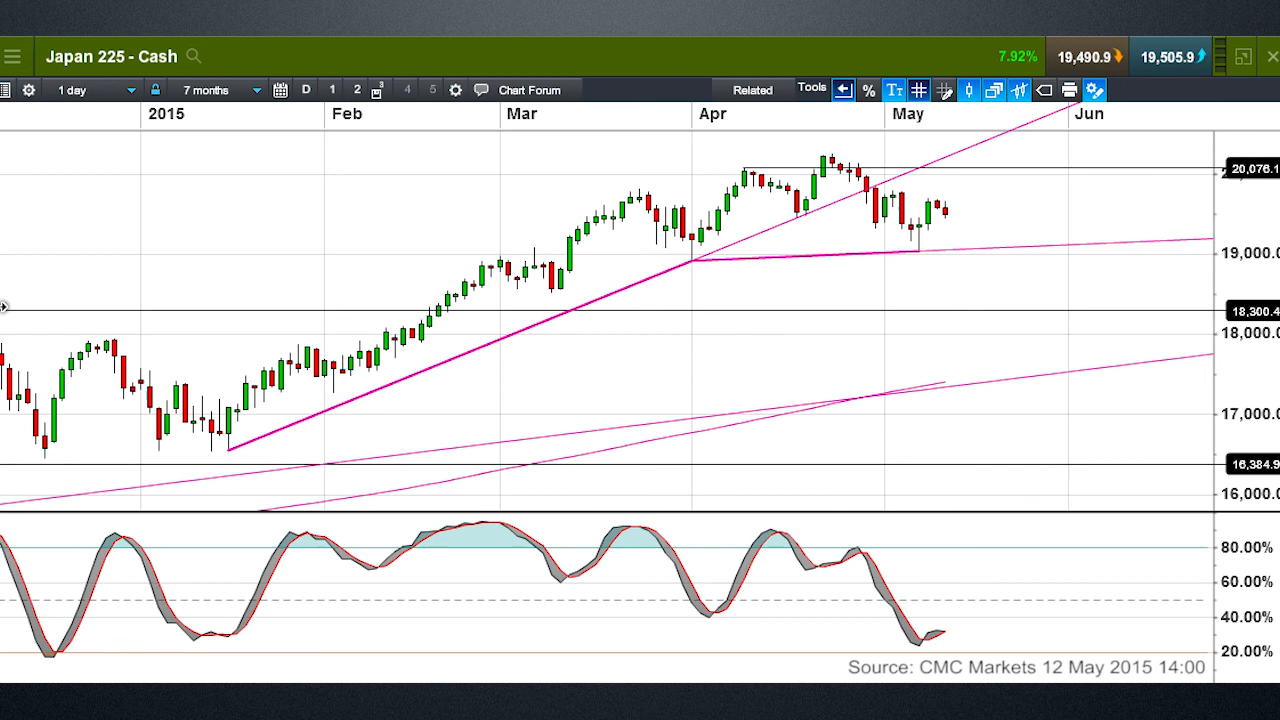 Japan 225 - Cash 7.92% 19,490.9 19,505.9
1 day 7 months D 1 2 3 4 5 Chart Forum Related Tools %
2015 Feb Mar Apr May Jun
20,076.1
19,000.0
18,300.4
18,000.0
17,000.0
16,384.9
16,000.0
80.00%
60.00%
40.00%
20.00%
Source: CMC Markets 12 May 2015 14:00